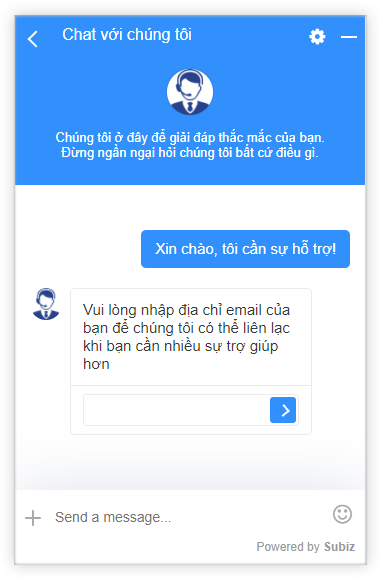 Chat với chúng tôi
Chúng tôi ở đây để giải đáp thắc mắc của bạn.
Đừng ngần ngại hỏi chúng tôi bất cứ điều gì.
Xin chào, tôi cần sự hỗ trợ!
Vui lòng nhập địa chỉ email của
bạn để chúng tôi có thể liên lạc
khi bạn cần nhiều sự trợ giúp
hơn
Send a message...
Powered by Subiz